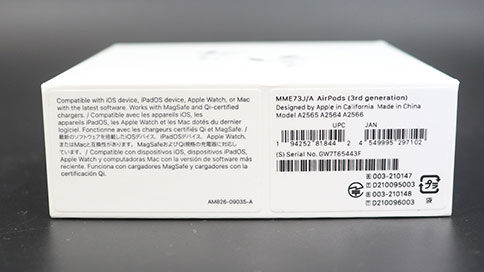 Compatible with iOS device, iPadOS device, Apple Watch, or Mac
with the latest software. Works with MagSafe and Qi-certified
chargers. / Compatible avec les appareils iOS, les
appareils iPadOS, l'Apple Watch et les Mac dotés du dernier
logiciel. Fonctionne avec les chargeurs certifiés Qi et MagSafe. /
最新のソフトウェアを搭載したiOSデバイス、iPadOSデバイス、Apple Watch、
またはMacと互換性があります。MagSafeおよびQi規格の充電器に対応して
います。/ Compatible con dispositivos iOS, dispositivos iPadOS,
Apple Watch y computadoras Mac con la versión de software más reciente.
Funciona con cargadores MagSafe y con certificación Qi.
AM826-09035-A
MME73J/A AirPods (3rd generation)
Designed by Apple in California Made in China
Model A2565 A2564 A2566
UPC JAN
1 94252 81844 2 4 549995 297102
(S) Serial No. GW7T65443F
003-210147
D210095003
003-210148
D210096003